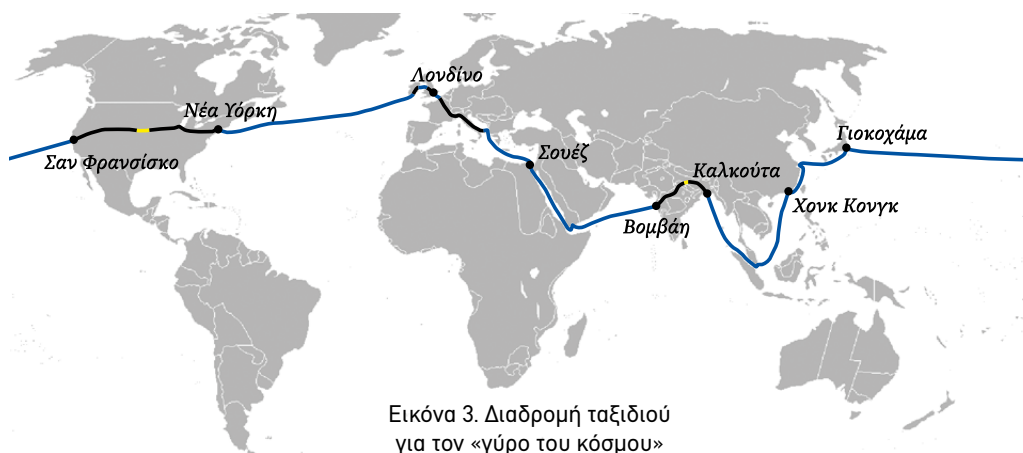 Λονδίνο
Νέα Υόρκη
Γιοκοχάμα
Σαν Φρανσίσκο
Σουέζ
Καλκούτα
Χονκ Κονγκ
Βομβάη
Εικόνα 3. Διαδρομή ταξιδιού
για τον «γύρο του κόσμου»